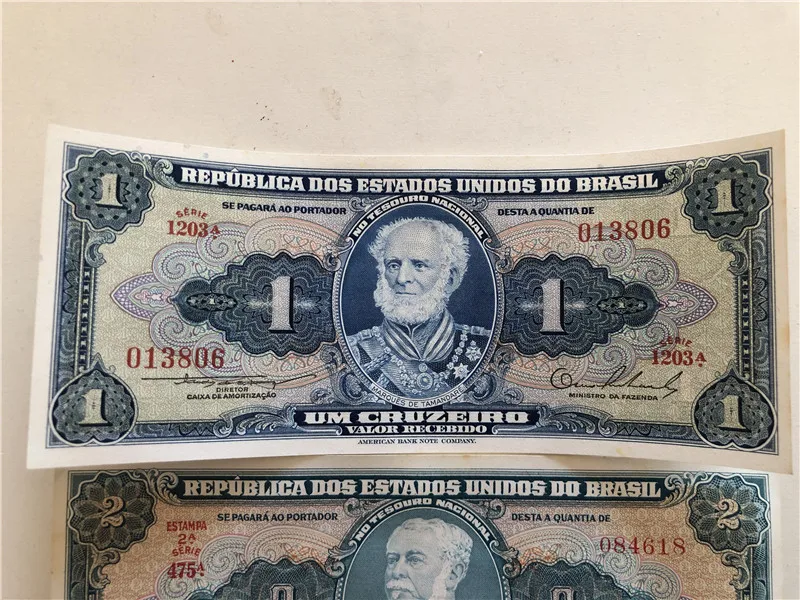 1 REPÚBLICA DOS ESTADOS UNIDOS DO BRASIL 1
SE PAGARÁ AO PORTADOR NO TESOURO NACIONAL DESTA A QUANTIA DE
SÉRIE
1203A 013806
1 1
013806 SÉRIE
1203A
DIRETOR
CAIXA DE AMORTIZAÇÃO
MARQUÊS DE TAMANDARÉ
MINISTRO DA FAZENDA
1 UM CRUZEIRO 1
VALOR RECEBIDO
AMERICAN BANK NOTE COMPANY.
2 REPÚBLICA DOS ESTADOS UNIDOS DO BRASIL 2
SE PAGARÁ AO PORTADOR NO TESOURO NACIONAL DESTA A QUANTIA DE
ESTAMPA
2ª
SÉRIE
475A
084618